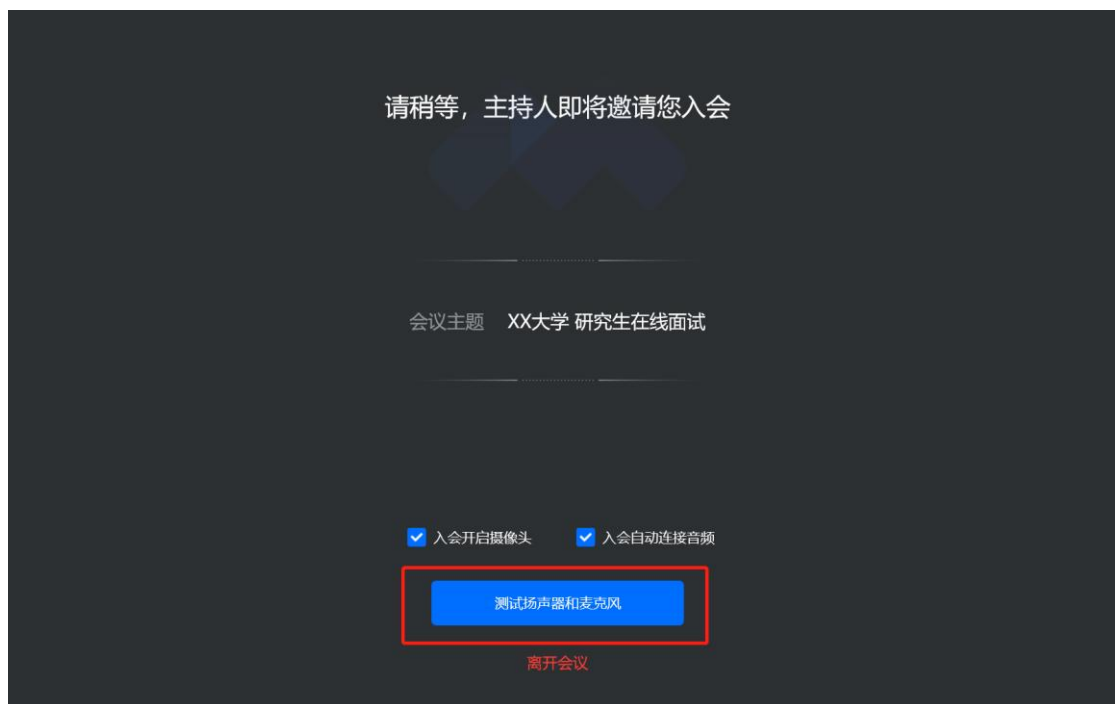 请稍等，主持人即将邀请您入会
会议主题 XX大学 研究生在线面试
入会开启摄像头 入会自动连接音频
测试扬声器和麦克风
离开会议